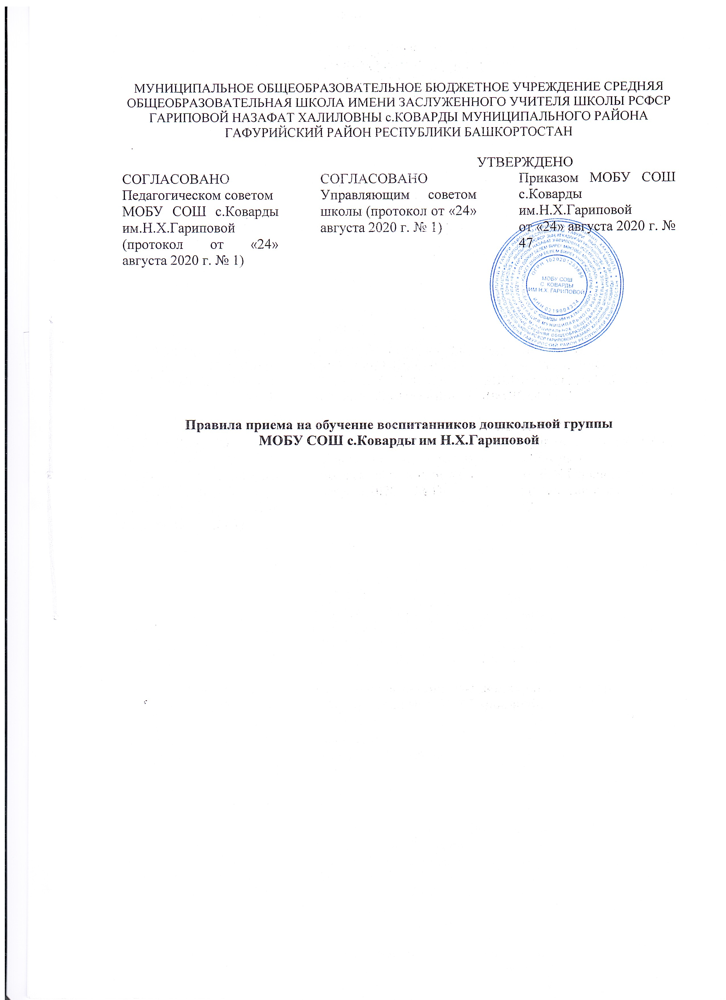 МУНИЦИПАЛЬНОЕ ОБЩЕОБРАЗОВАТЕЛЬНОЕ БЮДЖЕТНОЕ УЧРЕЖДЕНИЕ СРЕДНЯЯ
ОБЩЕОБРАЗОВАТЕЛЬНАЯ ШКОЛА ИМЕНИ ЗАСЛУЖЕННОГО УЧИТЕЛЯ ШКОЛЫ РСФСР
ГАРИПОВОЙ НАЗАФАТ ХАЛИЛОВНЫ с.КОВАРДЫ МУНИЦИПАЛЬНОГО РАЙОНА
ГАФУРИЙСКИЙ РАЙОН РЕСПУБЛИКИ БАШКОРТОСТАН
СОГЛАСОВАНО
Педагогическом советом
МОБУ СОШ с.Коварды
им.Н.Х.Гариповой
(протокол от «24»
августа 2020 г. № 1)
СОГЛАСОВАНО
Управляющим советом
школы (протокол от «24»
августа 2020 г. № 1)
УТВЕРЖДЕНО
Приказом МОБУ СОШ
с.Коварды
им.Н.Х.Гариповой
от «24» августа 2020 г. №
47
ОГРН 1020201253896
МОБУ СОШ
С. КОВАРДЫ
ИМ Н.Х. ГАРИПОВОЙ
ИНН 0219004334
Правила приема на обучение воспитанников дошкольной группы
МОБУ СОШ с.Коварды им Н.Х.Гариповой